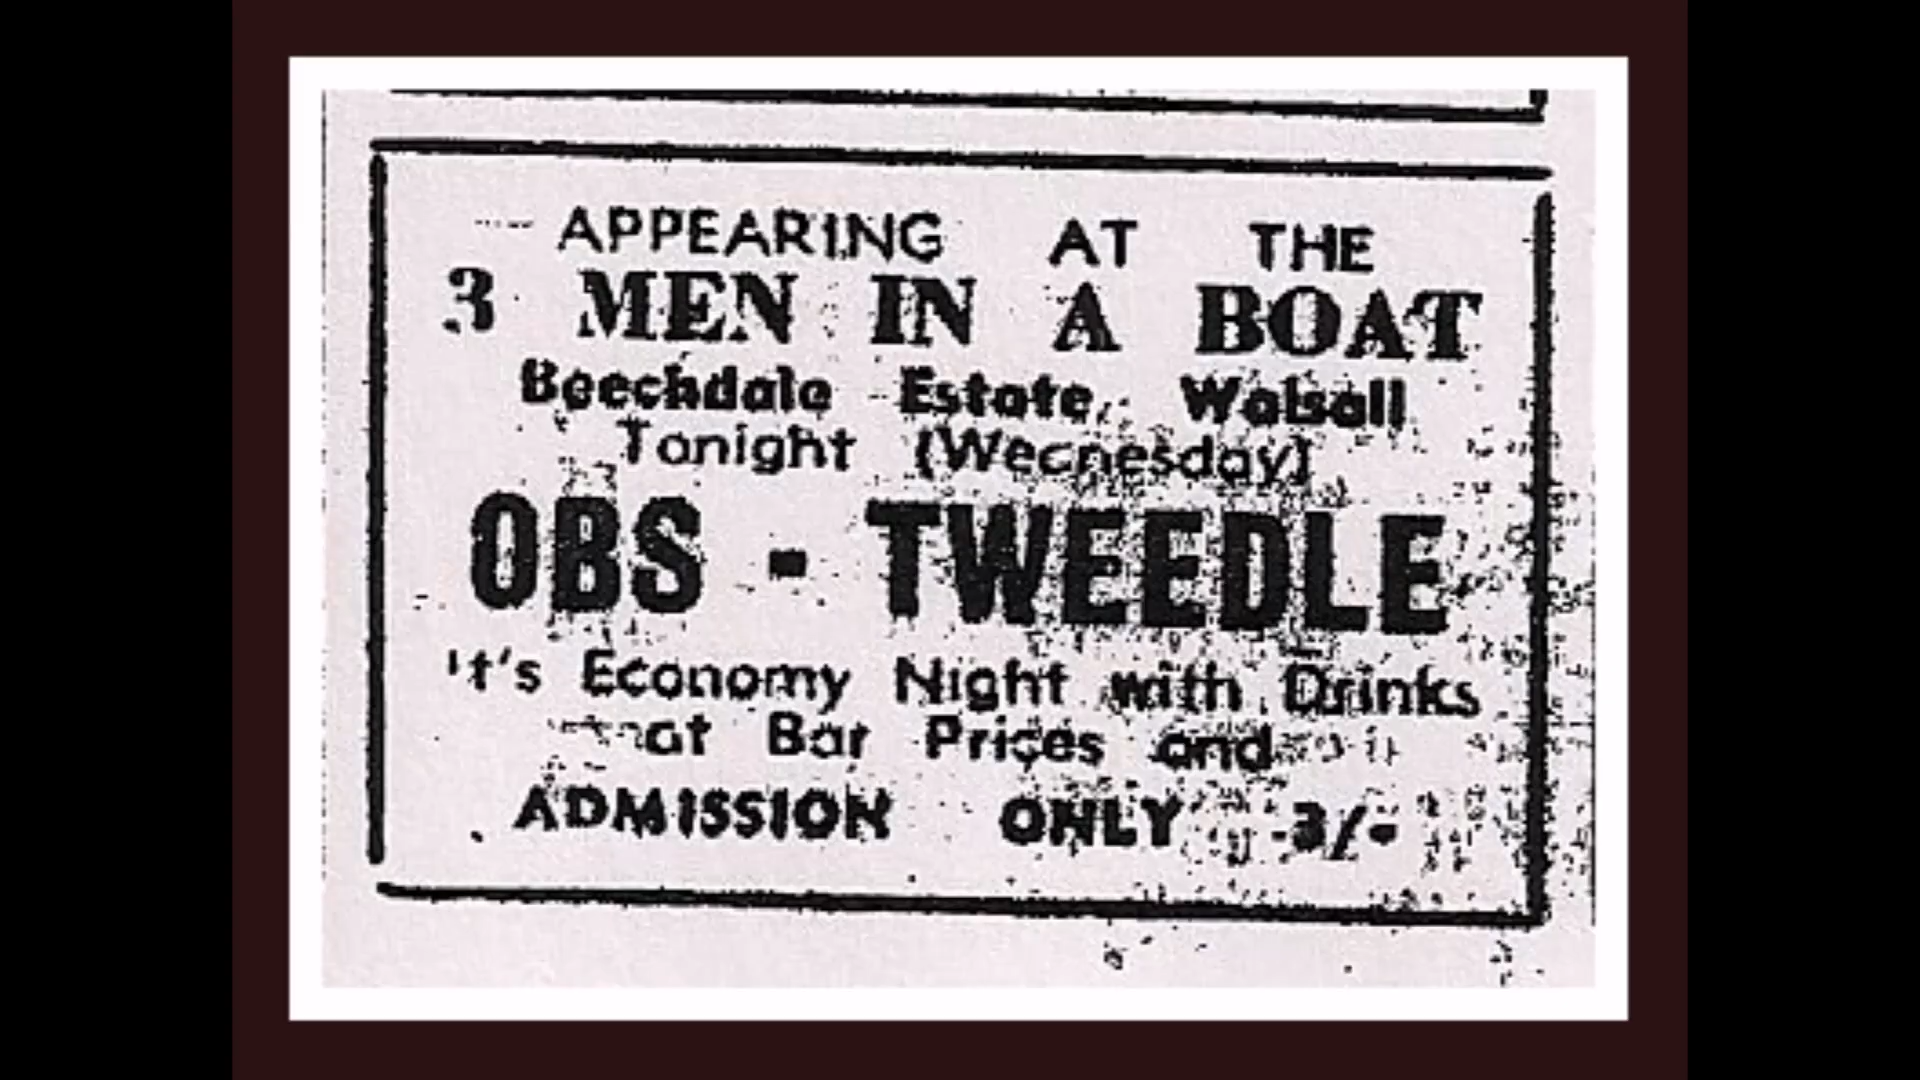 APPEARING AT THE
3 MEN IN A BOAT
Beechdale Estate, Walsall
Tonight (Wednesday)
OBS - TWEEDLE
It's Economy Night with Drinks
at Bar Prices and
ADMISSION ONLY 3/-